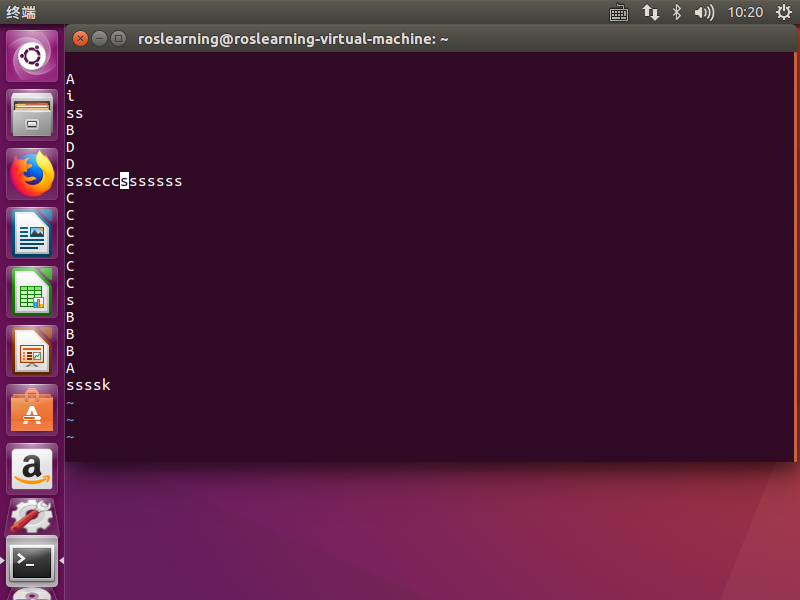 终端
10:20
roslearning@roslearning-virtual-machine: ~
A
i
ss
B
D
D
ssscccsssssss
C
C
C
C
C
C
s
B
B
B
A
ssssk
~
~
~